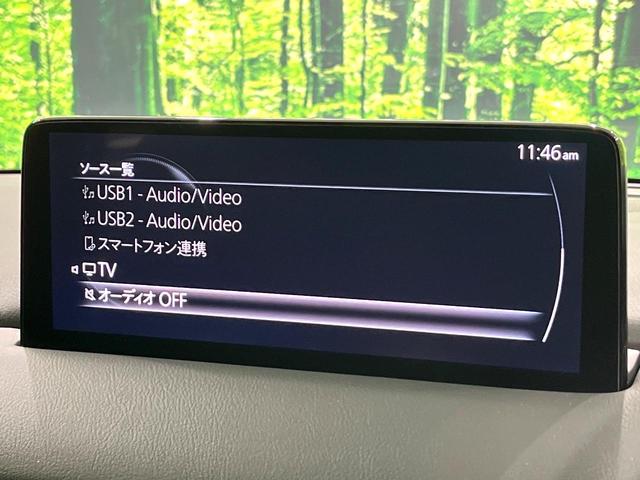 11:46am
ソース一覧
USB1 - Audio/Video
USB2 - Audio/Video
スマートフォン連携
TV
オーディオ OFF